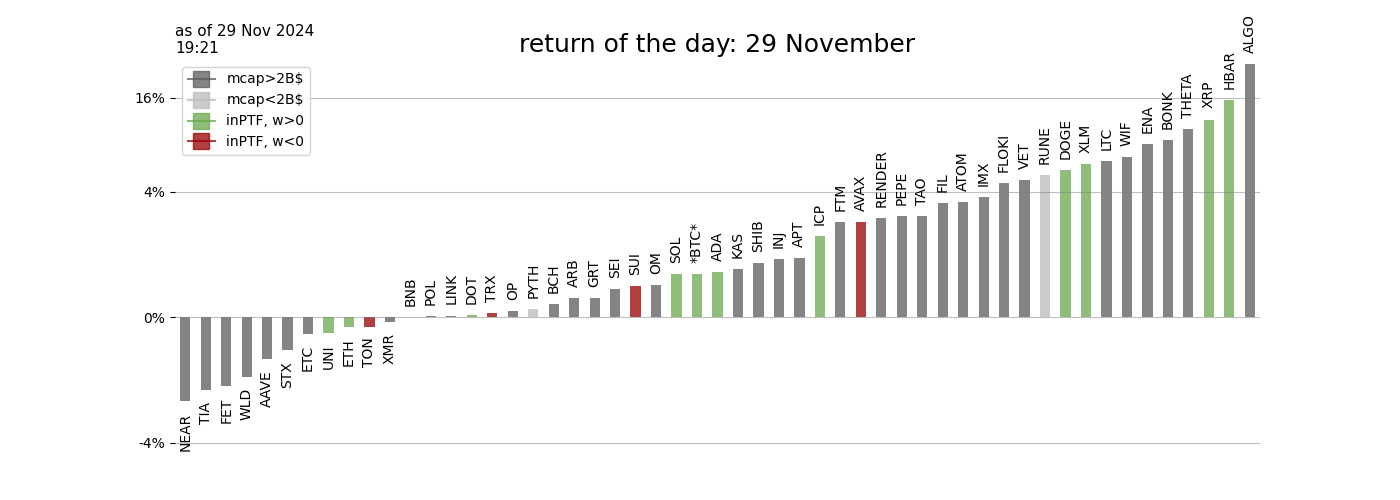 as of 29 Nov 2024
19:21
return of the day: 29 November
mcap>2B$
mcap<2B$
inPTF, w>0
inPTF, w<0
16%
4%
0%
-4%
NEAR
TIA
FET
WLD
AAVE
STX
ETC
UNI
ETH
TON
XMR
BNB
POL
LINK
DOT
TRX
OP
PYTH
BCH
ARB
GRT
SEI
SUI
OM
SOL
*BTC*
ADA
KAS
SHIB
INJ
APT
ICP
FTM
AVAX
RENDER
PEPE
TAO
FIL
ATOM
IMX
FLOKI
VET
RUNE
DOGE
XLM
LTC
WIF
ENA
BONK
THETA
XRP
HBAR
ALGO